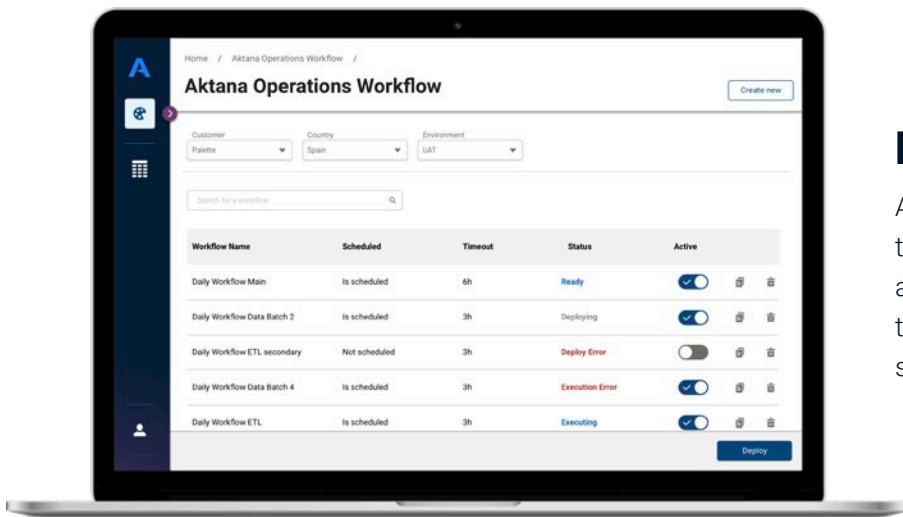 Home / Aktana Operations Workflow /
Aktana Operations Workflow
Create new
Customer Country Environment
Palette Spain UAT
Search for a workflow
Workflow Name Scheduled Timeout Status Active
Daily Workflow Main Is scheduled 6h Ready
Daily Workflow Data Batch 2 Is scheduled 3h Deploying
Daily Workflow ETL secondary Not scheduled 3h Deploy Error
Daily Workflow Data Batch 4 Is scheduled 3h Execution Error
Daily Workflow ETL Is scheduled 3h Executing
Deploy